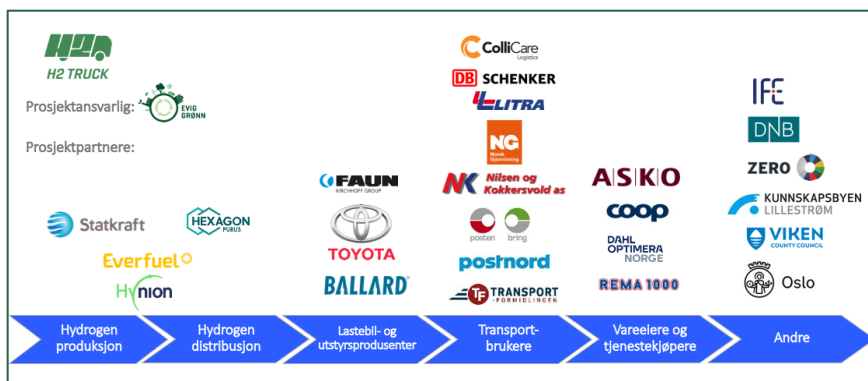 H2
H2 TRUCK
Prosjektansvarlig:
EVIG
GRØNN
Prosjektpartnere:
Statkraft
HEXAGON
PURUS
Everfuel
Hynion
FAUN
KIRCHHOFF GROUP
TOYOTA
BALLARD
ColliCare
Logistics
DB SCHENKER
LITRA
NG
Norsk
Gjenvinning
NK Nilsen og
Kokkersvold as
posten bring
postnord
TF TRANSPORT
-FORMIDLINGEN
ASKO
coop
DAHL
OPTIMERA
NORGE
REMA 1000
IFE
DNB
ZERO
KUNNSKAPSBYEN
LILLESTRØM
VIKEN
COUNTY COUNCIL
Oslo
Hydrogen
produksjon
Hydrogen
distribusjon
Lastebil- og
utstyrsprodusenter
Transport-
brukere
Vareeiere og
tjenestekjøpere
Andre